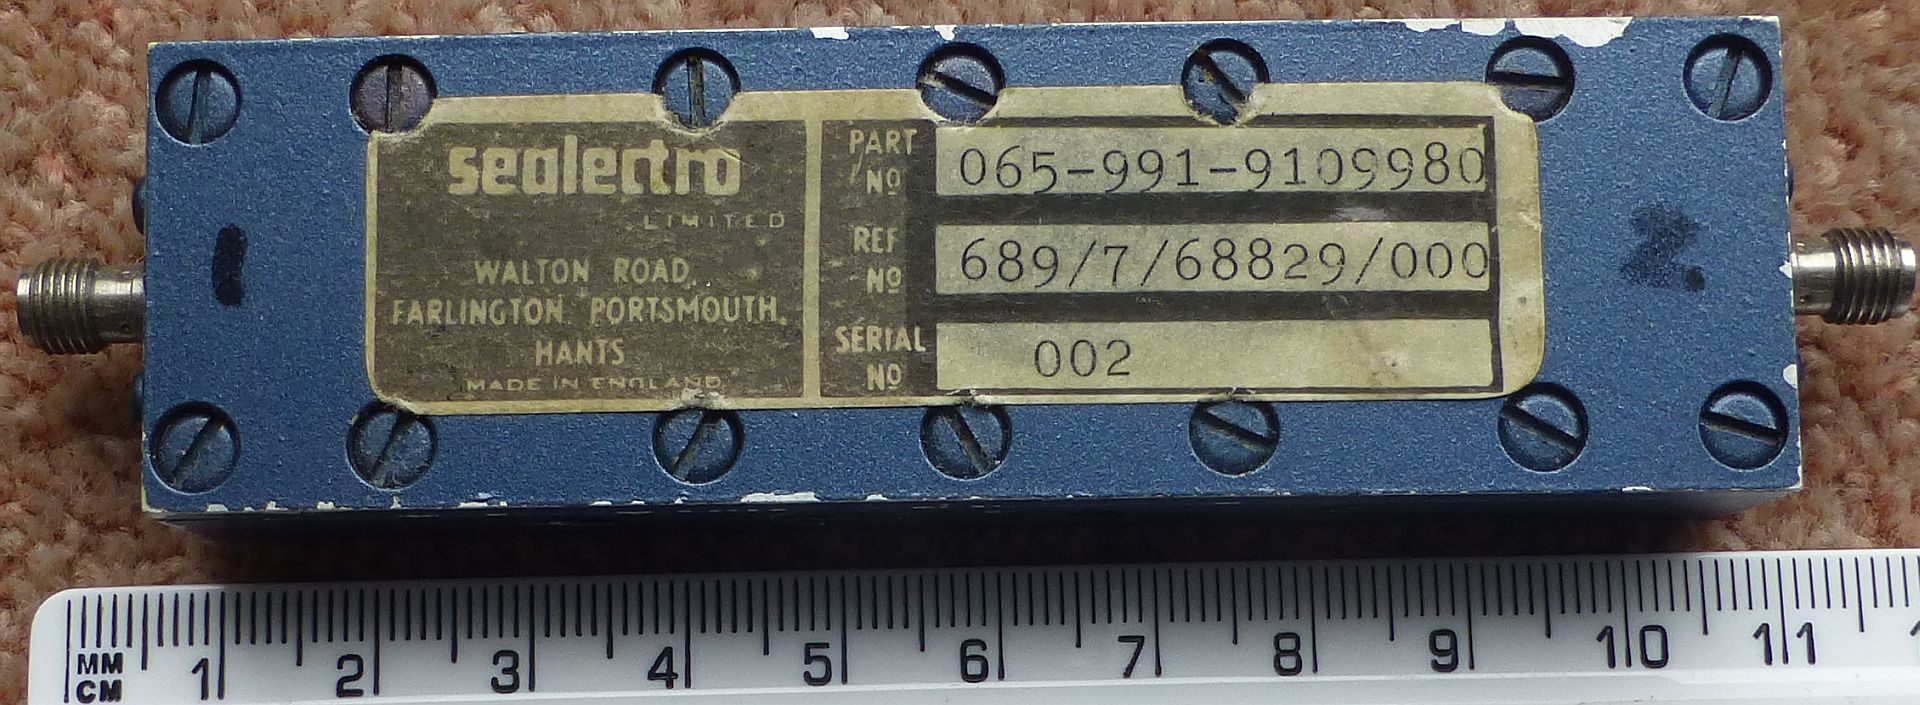 sealectro
LIMITED
WALTON ROAD,
FARLINGTON PORTSMOUTH,
HANTS
MADE IN ENGLAND
PART Nº 065-991-9109980
REF Nº 689/7/68829/000
SERIAL Nº 002
1
2.
MM
CM
1 2 3 4 5 6 7 8 9 10 11